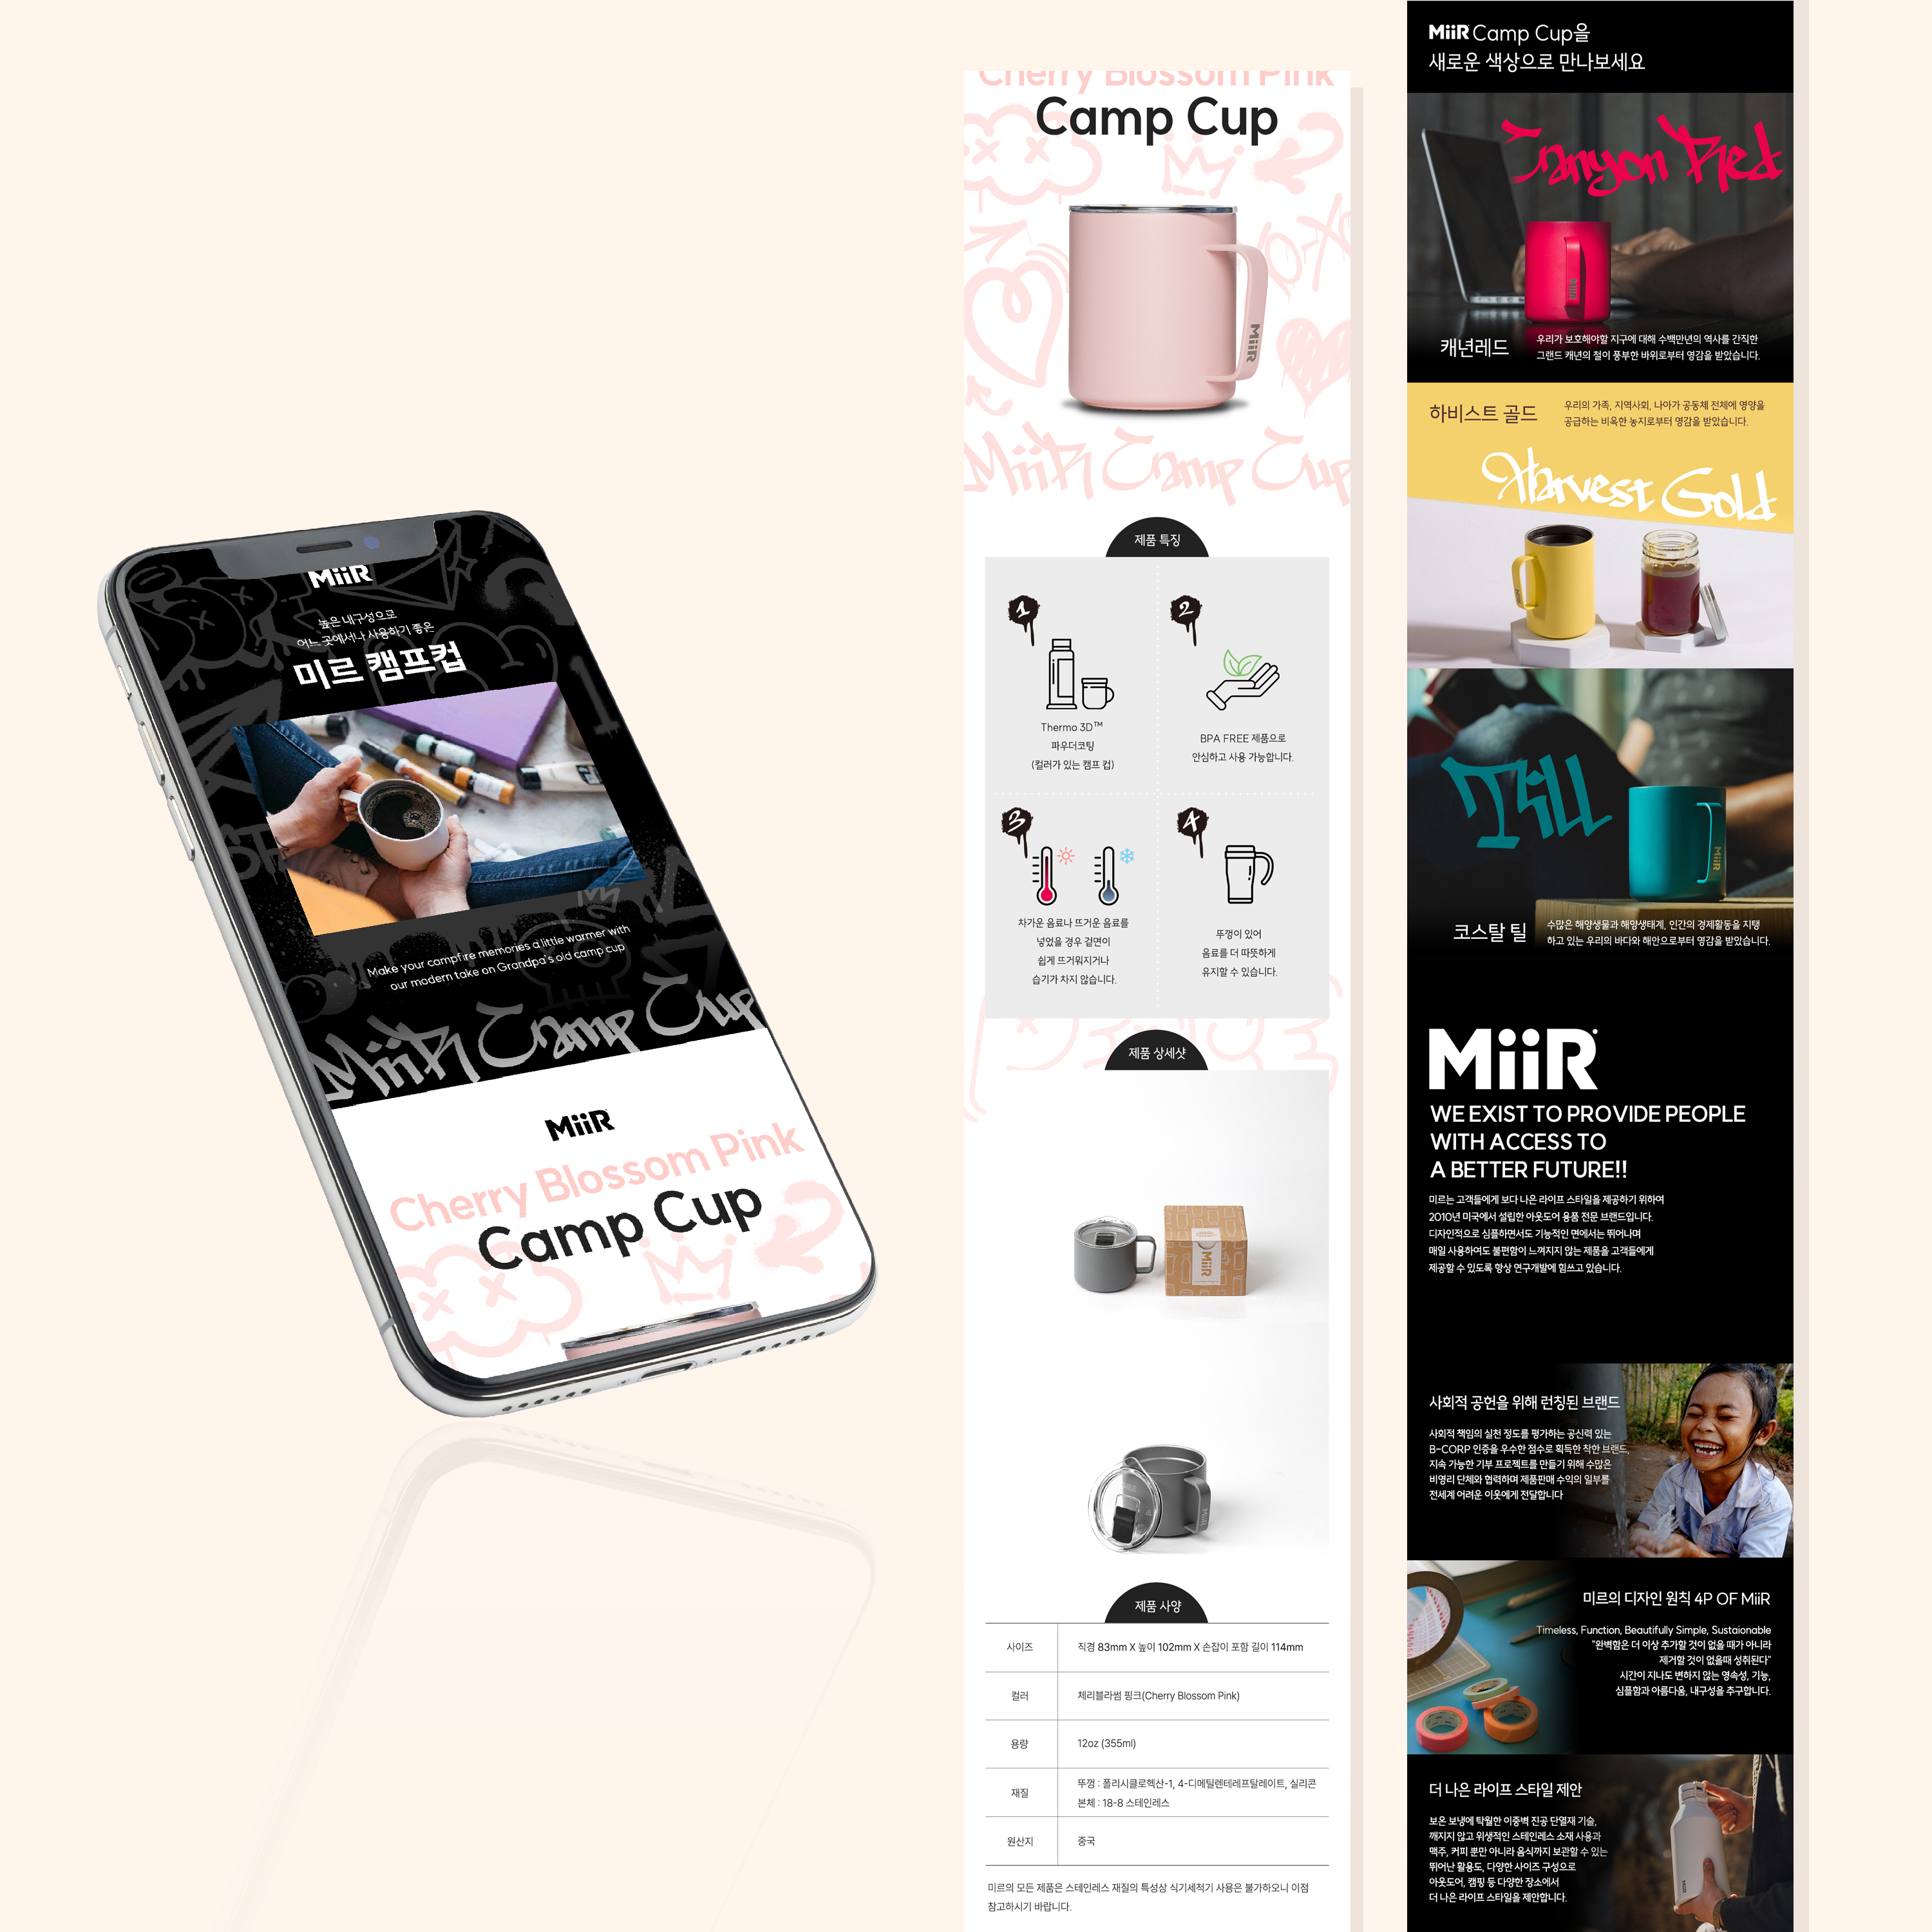 MiiR
높은 내구성으로
어느 곳에서나 사용하기 좋은
미르 캠프컵
Make your campfire memories a little warmer with
our modern take on Grandpa's old camp cup
MiiR Camp Cup
MiiR
Cherry Blossom Pink
Camp Cup
Cherry Blossom Pink
Camp Cup
MiiR
MiiR Camp Cup
제품 특징
1
Thermo 3D™
파우더코팅
(컬러가 있는 캠프 컵)
2
BPA FREE 제품으로
안심하고 사용 가능합니다.
3
차가운 음료나 뜨거운 음료를
넣었을 경우 겉면이
쉽게 뜨거워지거나
습기가 차지 않습니다.
4
뚜껑이 있어
음료를 더 따뜻하게
유지할 수 있습니다.
제품 상세샷
MiiR
제품 사양
사이즈 직경 83mm X 높이 102mm X 손잡이 포함 길이 114mm
컬러 체리블라썸 핑크(Cherry Blossom Pink)
용량 12oz (355ml)
재질 뚜껑 : 폴리시클로헥산-1, 4-디메틸렌테레프탈레이트, 실리콘
본체 : 18-8 스테인레스
원산지 중국
미르의 모든 제품은 스테인레스 재질의 특성상 식기세척기 사용은 불가하오니 이점
참고하시기 바랍니다.
MiiR Camp Cup을
새로운 색상으로 만나보세요
Canyon Red
MiiR
캐년레드
우리가 보호해야할 지구에 대해 수백만년의 역사를 간직한
그랜드 캐년의 철이 풍부한 바위로부터 영감을 받았습니다.
하비스트 골드
우리의 가족, 지역사회, 나아가 공동체 전체에 영양을
공급하는 비옥한 농지로부터 영감을 받았습니다.
Harvest Gold
Till
MiiR
코스탈 틸
수많은 해양생물과 해양생태계, 인간의 경제활동을 지탱
하고 있는 우리의 바다와 해안으로부터 영감을 받았습니다.
MiiR
WE EXIST TO PROVIDE PEOPLE
WITH ACCESS TO
A BETTER FUTURE!!
미르는 고객들에게 보다 나은 라이프 스타일을 제공하기 위하여
2010년 미국에서 설립한 아웃도어 용품 전문 브랜드입니다.
디자인적으로 심플하면서도 기능적인 면에서는 뛰어나며
매일 사용하여도 불편함이 느껴지지 않는 제품을 고객들에게
제공할 수 있도록 항상 연구개발에 힘쓰고 있습니다.
사회적 공헌을 위해 런칭된 브랜드
사회적 책임의 실천 정도를 평가하는 공신력 있는
B-CORP 인증을 우수한 점수로 획득한 착한 브랜드,
지속 가능한 기부 프로젝트를 만들기 위해 수많은
비영리 단체와 협력하며 제품판매 수익의 일부를
전세계 어려운 이웃에게 전달합니다
미르의 디자인 원칙 4P OF MiiR
Timeless, Function, Beautifully Simple, Sustaionable
"완벽함은 더 이상 추가할 것이 없을 때가 아니라
제거할 것이 없을때 성취된다"
시간이 지나도 변하지 않는 영속성, 기능,
심플함과 아름다움, 내구성을 추구합니다.
더 나은 라이프 스타일 제안
보온 보냉에 탁월한 이중벽 진공 단열재 기술,
깨지지 않고 위생적인 스테인레스 소재 사용과
맥주, 커피 뿐만 아니라 음식까지 보관할 수 있는
뛰어난 활용도, 다양한 사이즈 구성으로
아웃도어, 캠핑 등 다양한 장소에서
더 나은 라이프 스타일을 제안합니다.
MiiR